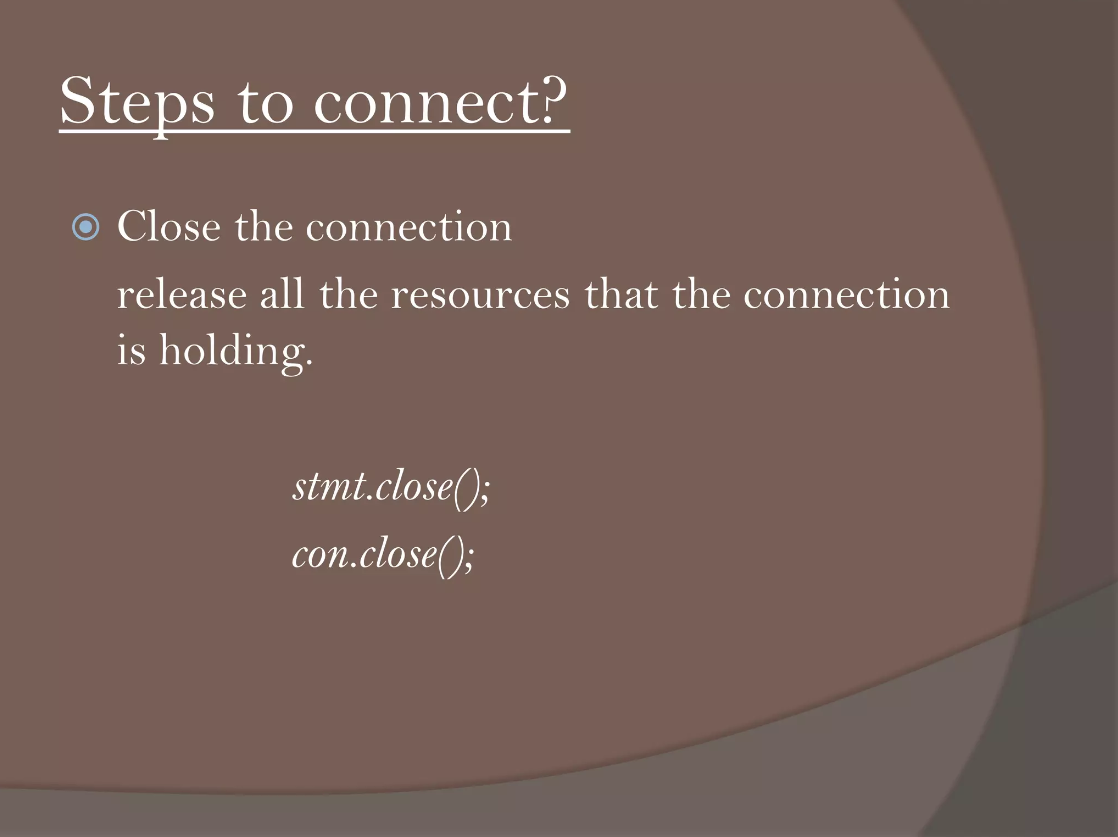 Steps to connect?
Close the connection
release all the resources that the connection
is holding.
stmt.close();
con.close();